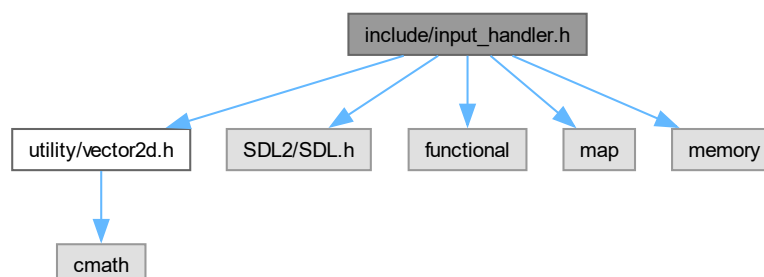 include/input_handler.h
utility/vector2d.h
SDL2/SDL.h
functional
map
memory
cmath